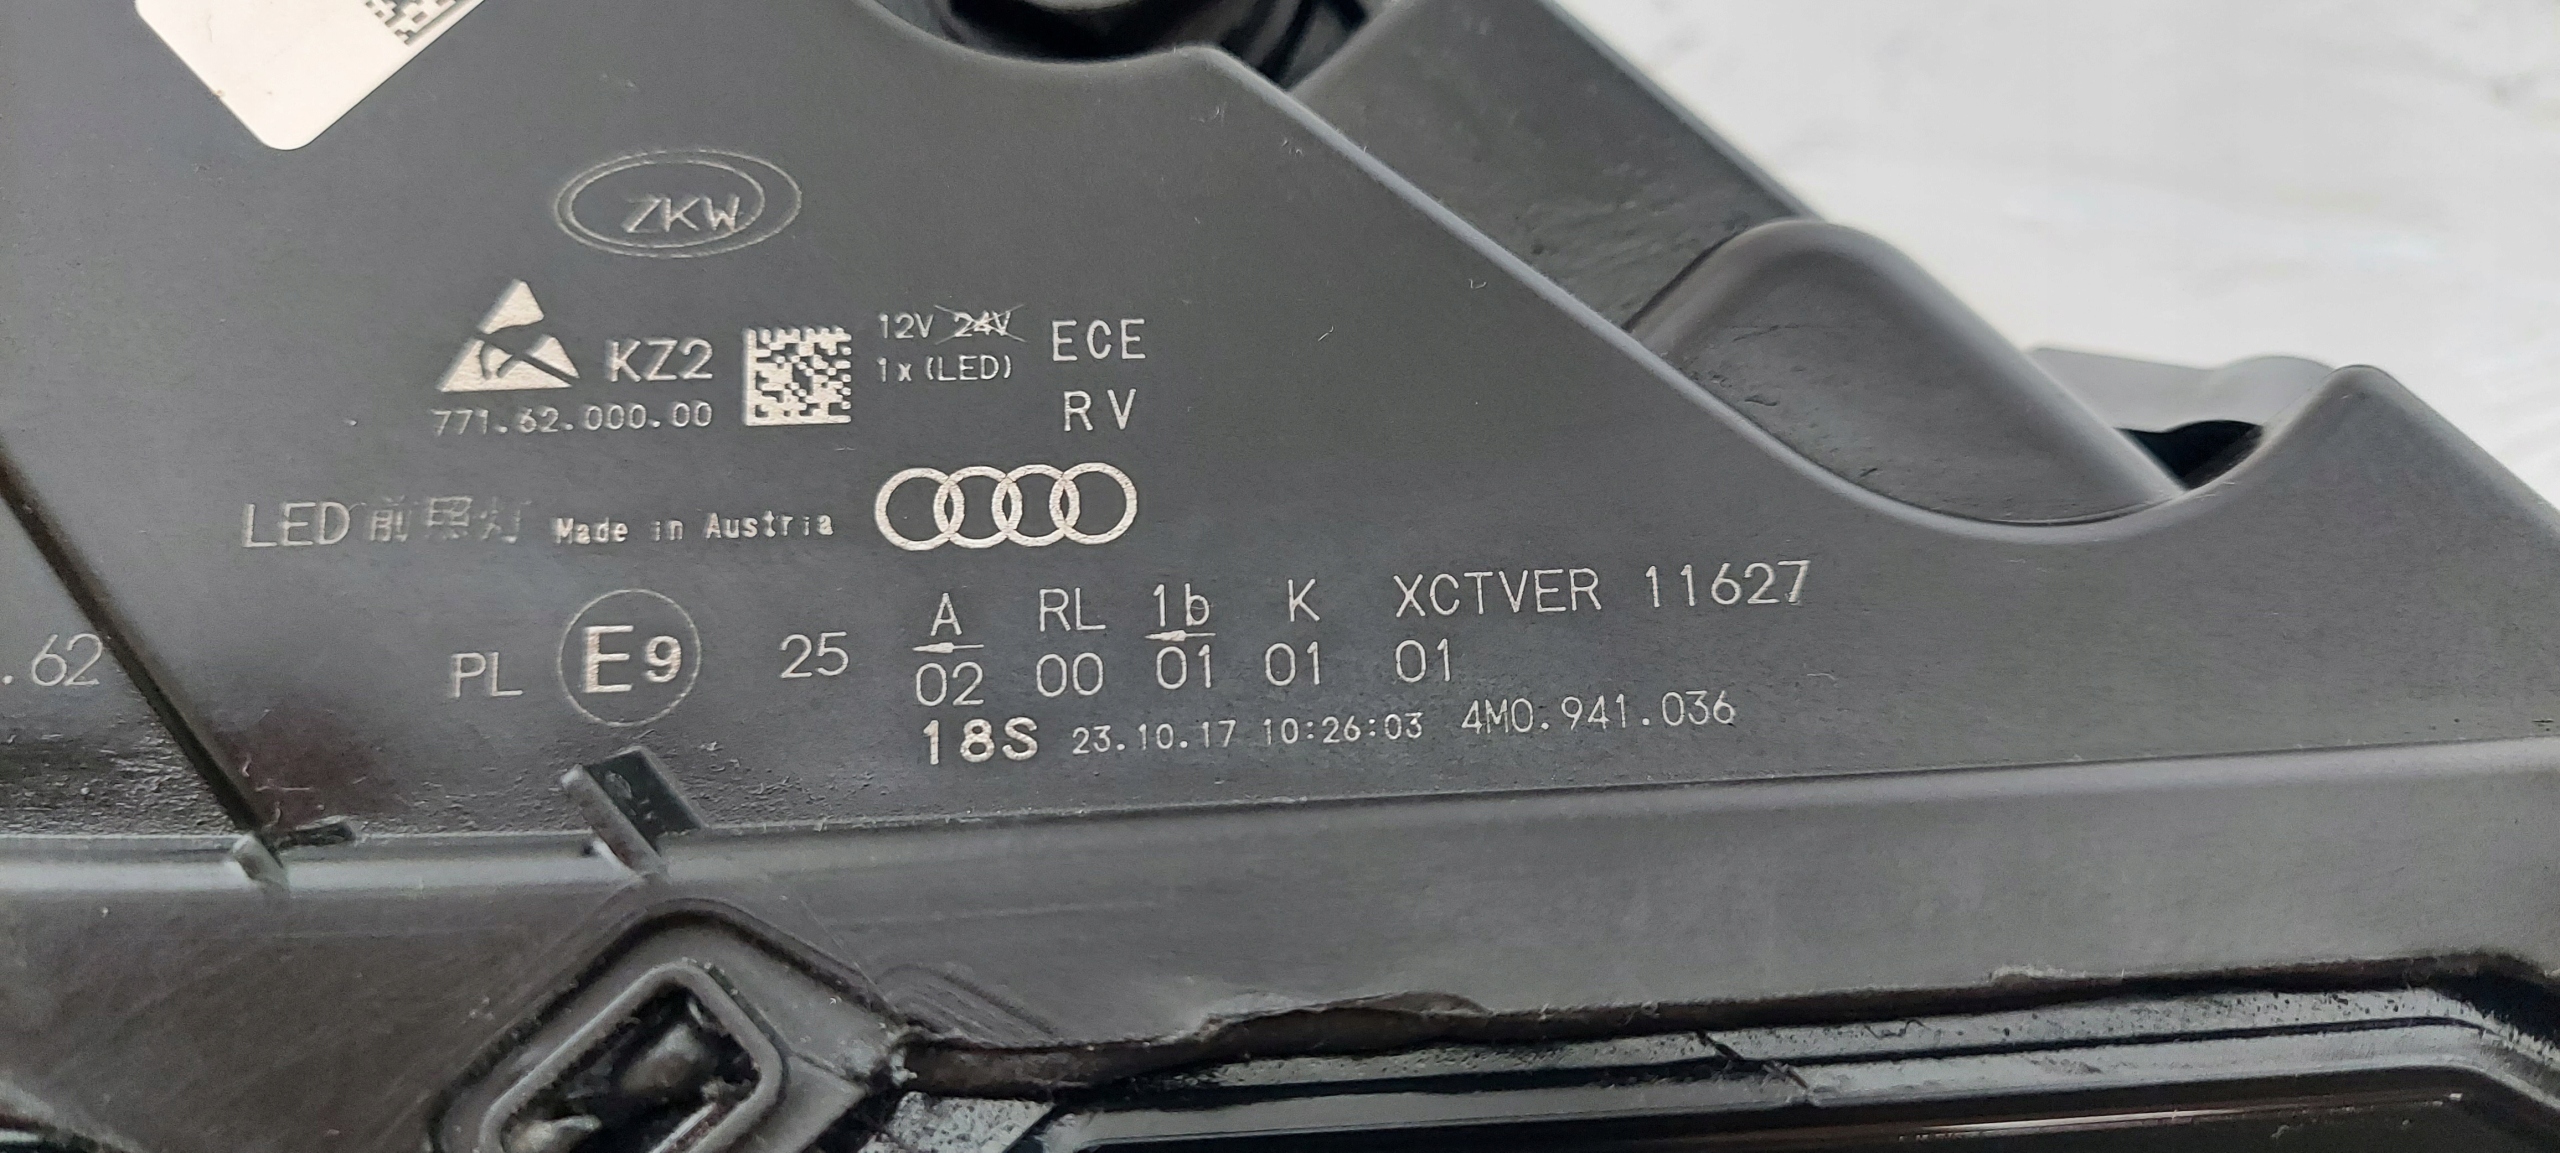 ZKW
KZ2
771.62.000.00
12V 24V
1x (LED)
ECE
RV
LED前照灯 Made in Austria
A RL 1b K XCTVER 11627
.62
PL E9 25 02 00 01 01 01
18S 23.10.17 10:26:03 4M0.941.036